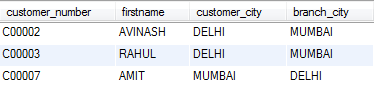 customer_number firstname customer_city branch_city
C00002 AVINASH DELHI MUMBAI
C00003 RAHUL DELHI MUMBAI
C00007 AMIT MUMBAI DELHI